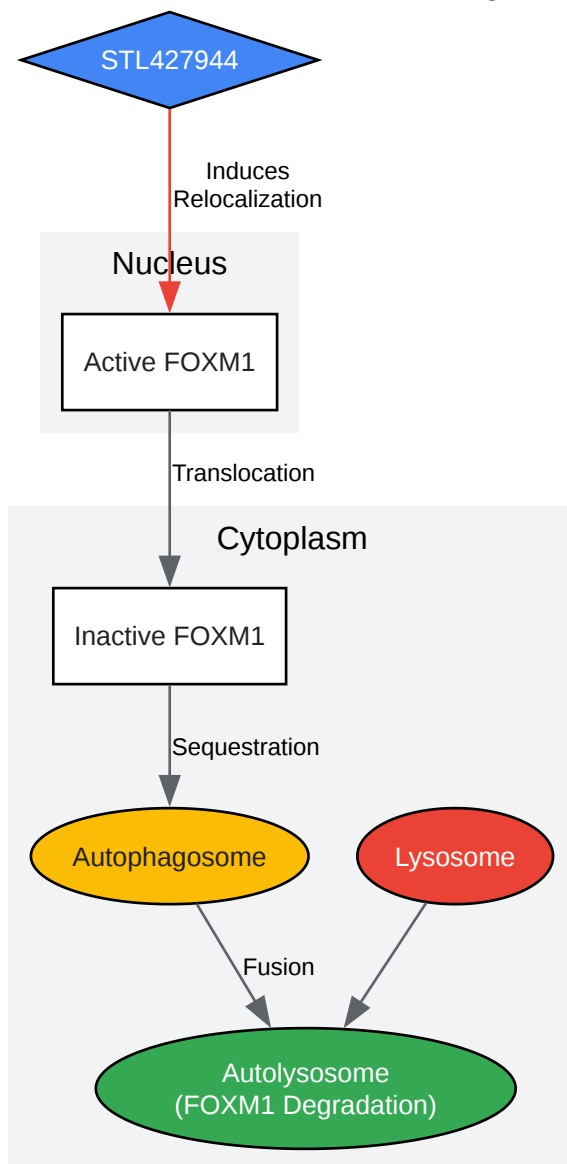 STL427944
Induces
Relocalization
Nucleus
Active FOXM1
Translocation
Cytoplasm
Inactive FOXM1
Sequestration
Autophagosome
Lysosome
Fusion
Autolysosome
(FOXM1 Degradation)